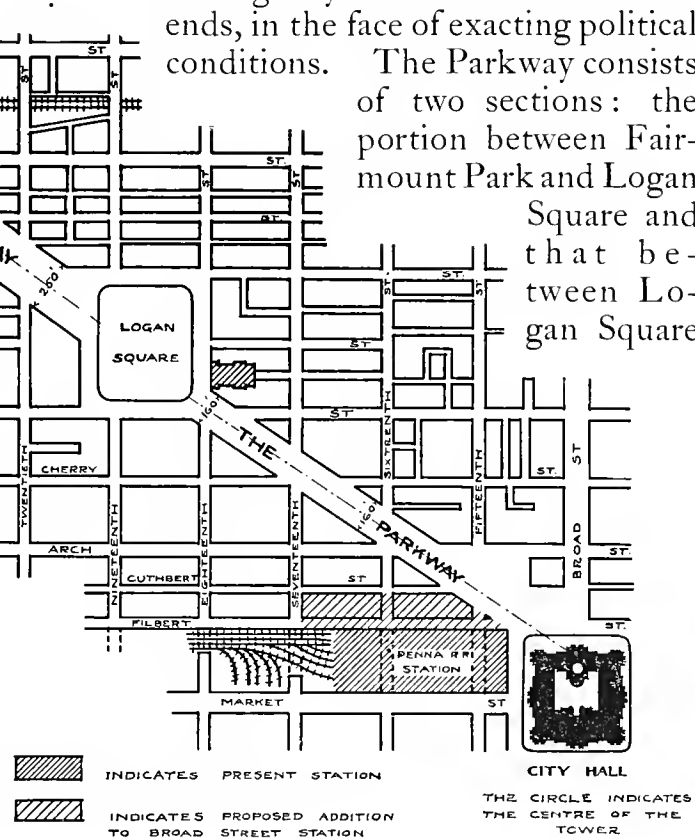 ends, in the face of exacting political
conditions. The Parkway consists
of two sections: the
portion between Fair-
mount Park and Logan
Square and
that be-
tween Lo-
gan Square
ST
ST
ST
ST.
ST
ST
ST.
ST.
ST.
ST.
ST
260'
LOGAN
SQUARE
160'
ST
THE
160'
PARKWAY
TWENTIETH
CHERRY
ARCH
NINETEENTH
CUTHBERT
EIGHTEENTH
SEVENTEENTH
ST
SIXTEENTH
FIFTEENTH
ST.
BROAD ST
ST.
FILBERT
ST.
PENNA RR
STATION
MARKET
ST
CITY HALL
INDICATES PRESENT STATION
INDICATES PROPOSED ADDITION
TO BROAD STREET STATION
THE CIRCLE INDICATES
THE CENTRE OF THE
TOWER